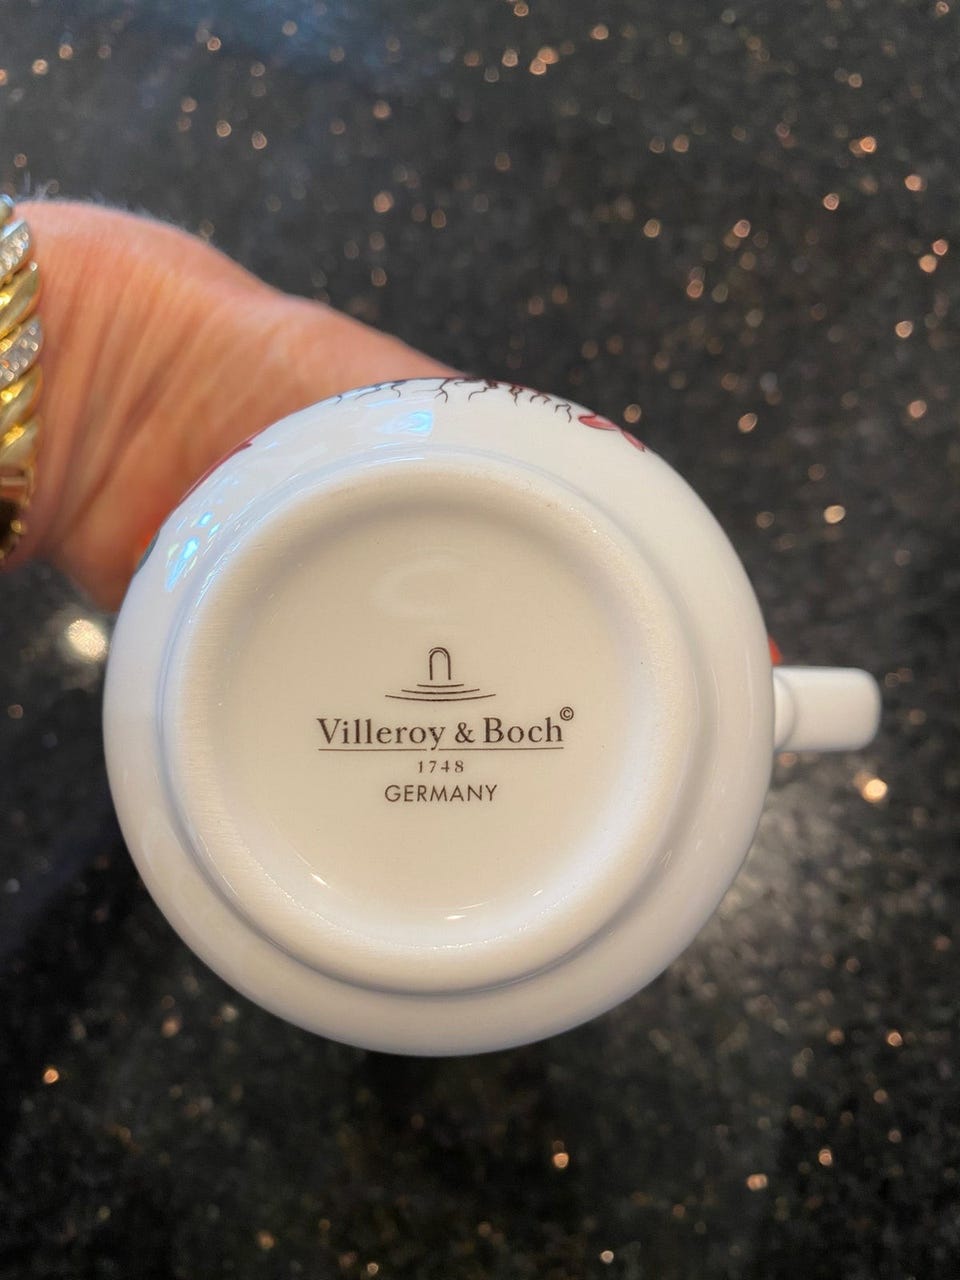 Villeroy & Boch©
1748
GERMANY